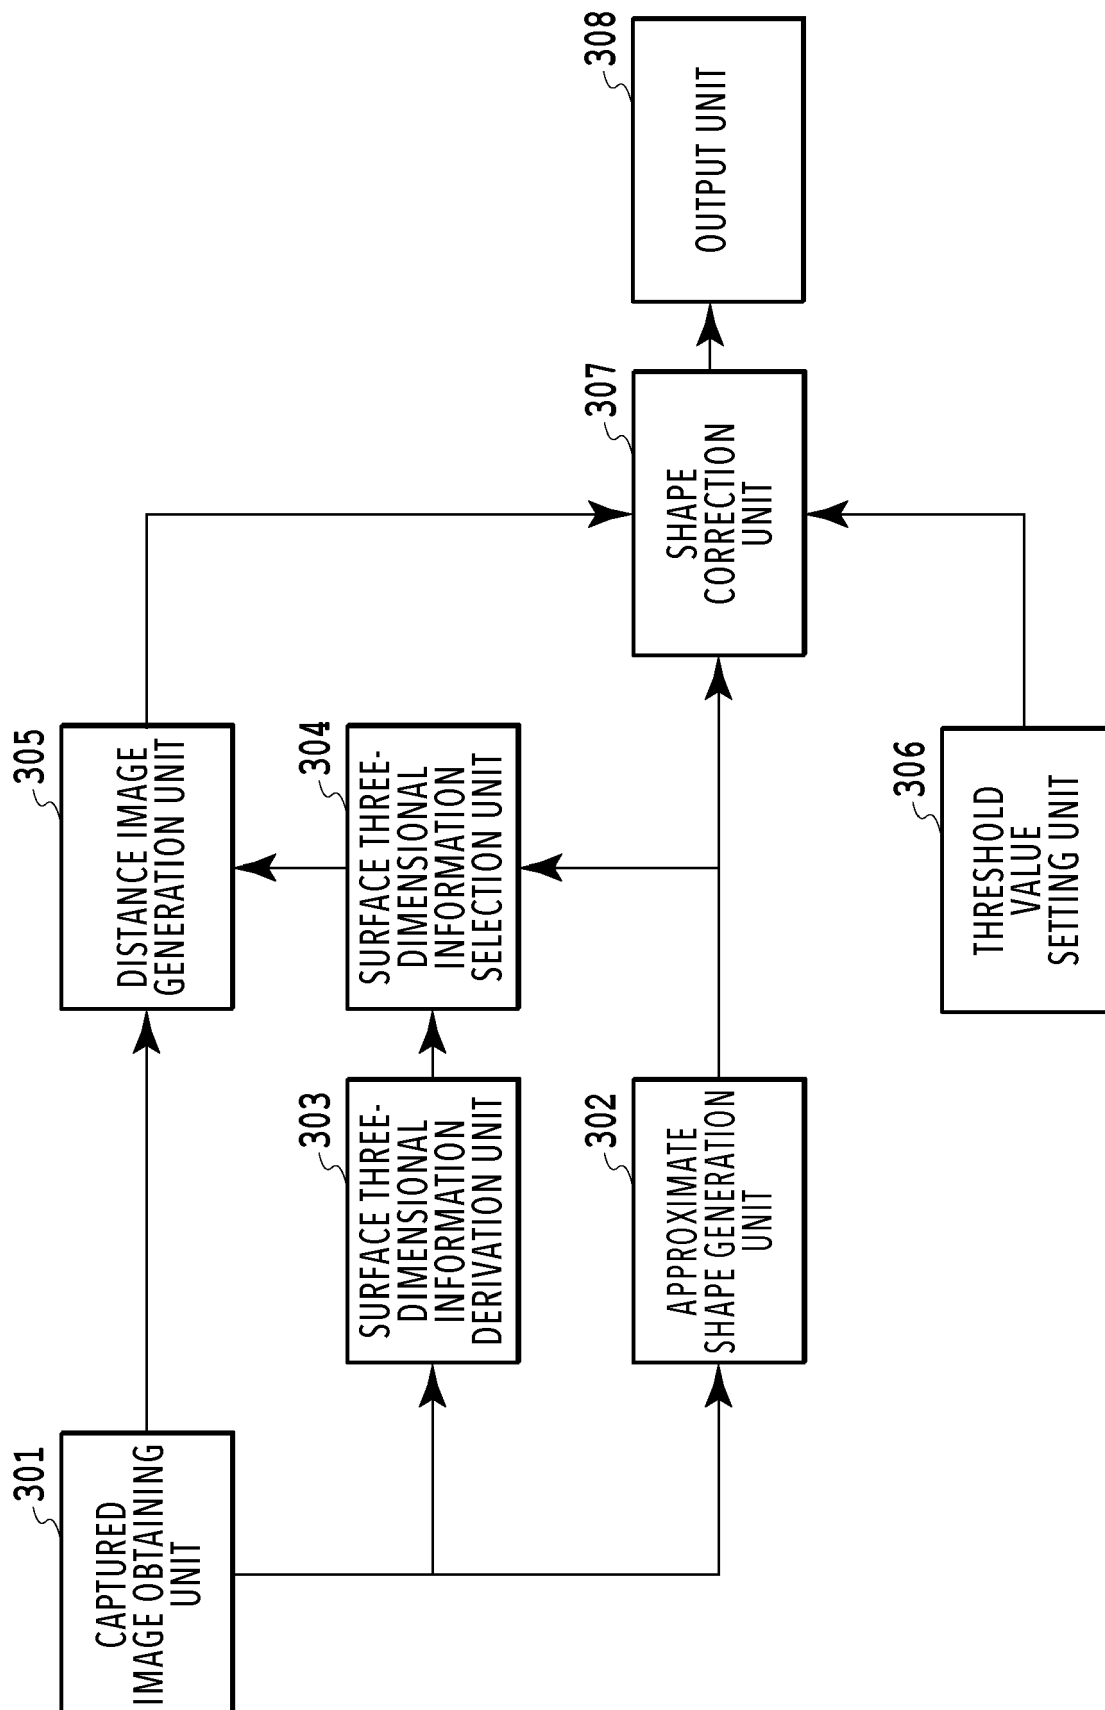 301
CAPTURED
IMAGE OBTAINING
UNIT
305
DISTANCE IMAGE
GENERATION UNIT
303
SURFACE THREE-
DIMENSIONAL
INFORMATION
DERIVATION UNIT
304
SURFACE THREE-
DIMENSIONAL
INFORMATION
SELECTION UNIT
302
APPROXIMATE
SHAPE GENERATION
UNIT
307
SHAPE
CORRECTION
UNIT
308
OUTPUT UNIT
306
THRESHOLD
VALUE
SETTING UNIT